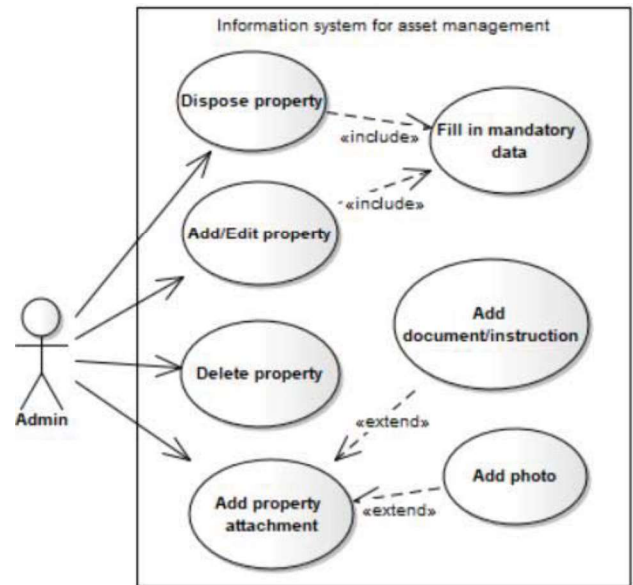 Information system for asset management
Dispose property
«include»
Fill in mandatory
data
«include»
Add/Edit property
Add
document/instruction
Delete property
Admin
«extend»
Add property
attachment
«extend»
Add photo